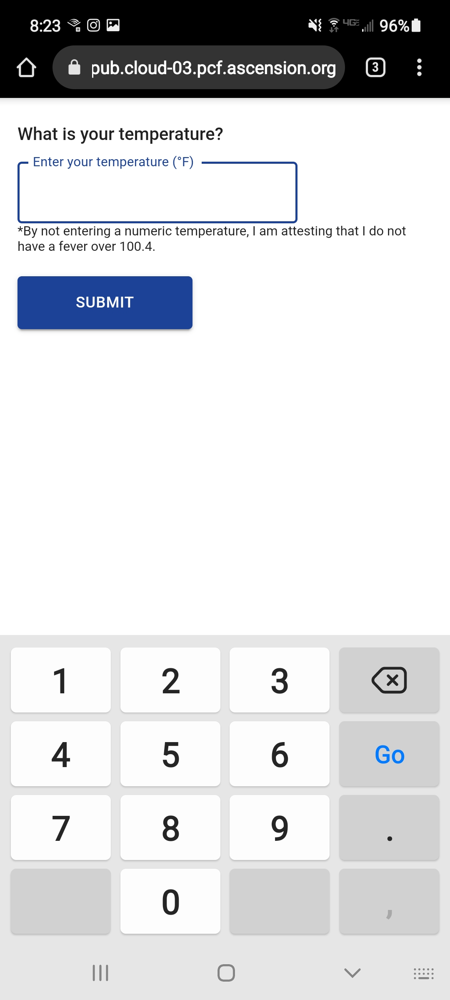 8:23
4G LTE
96%
pub.cloud-03.pcf.ascension.org
3
What is your temperature?
Enter your temperature (°F)
*By not entering a numeric temperature, I am attesting that I do not
have a fever over 100.4.
SUBMIT
1 2 3
4 5 6 Go
7 8 9 .
0 ,